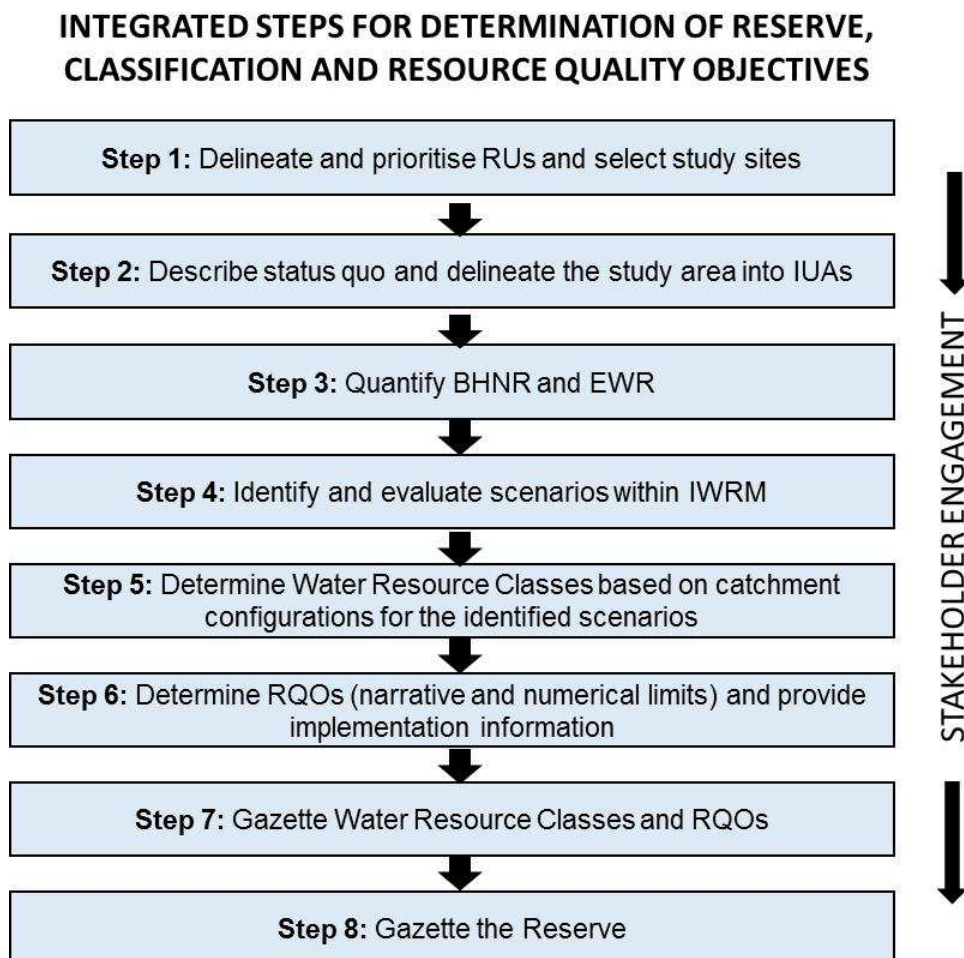 INTEGRATED STEPS FOR DETERMINATION OF RESERVE,
CLASSIFICATION AND RESOURCE QUALITY OBJECTIVES
Step 1: Delineate and prioritise RUs and select study sites
Step 2: Describe status quo and delineate the study area into IUAs
Step 3: Quantify BHNR and EWR
Step 4: Identify and evaluate scenarios within IWRM
Step 5: Determine Water Resource Classes based on catchment
configurations for the identified scenarios
Step 6: Determine RQOs (narrative and numerical limits) and provide
implementation information
Step 7: Gazette Water Resource Classes and RQOs
Step 8: Gazette the Reserve
STAKEHOLDER ENGAGEMENT